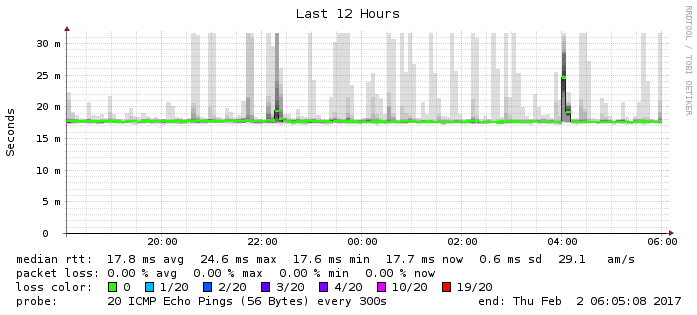 Last 12 Hours
RRDTOOL / TOBI OETIKER
Seconds
30 m
25 m
20 m
15 m
10 m
5 m
0
20:00 22:00 00:00 02:00 04:00 06:00
median rtt: 17.8 ms avg 24.6 ms max 17.6 ms min 17.7 ms now 0.6 ms sd 29.1 am/s
packet loss: 0.00 % avg 0.00 % max 0.00 % min 0.00 % now
loss color: 0 1/20 2/20 3/20 4/20 10/20 19/20
probe: 20 ICMP Echo Pings (56 Bytes) every 300s end: Thu Feb 2 06:05:08 2017